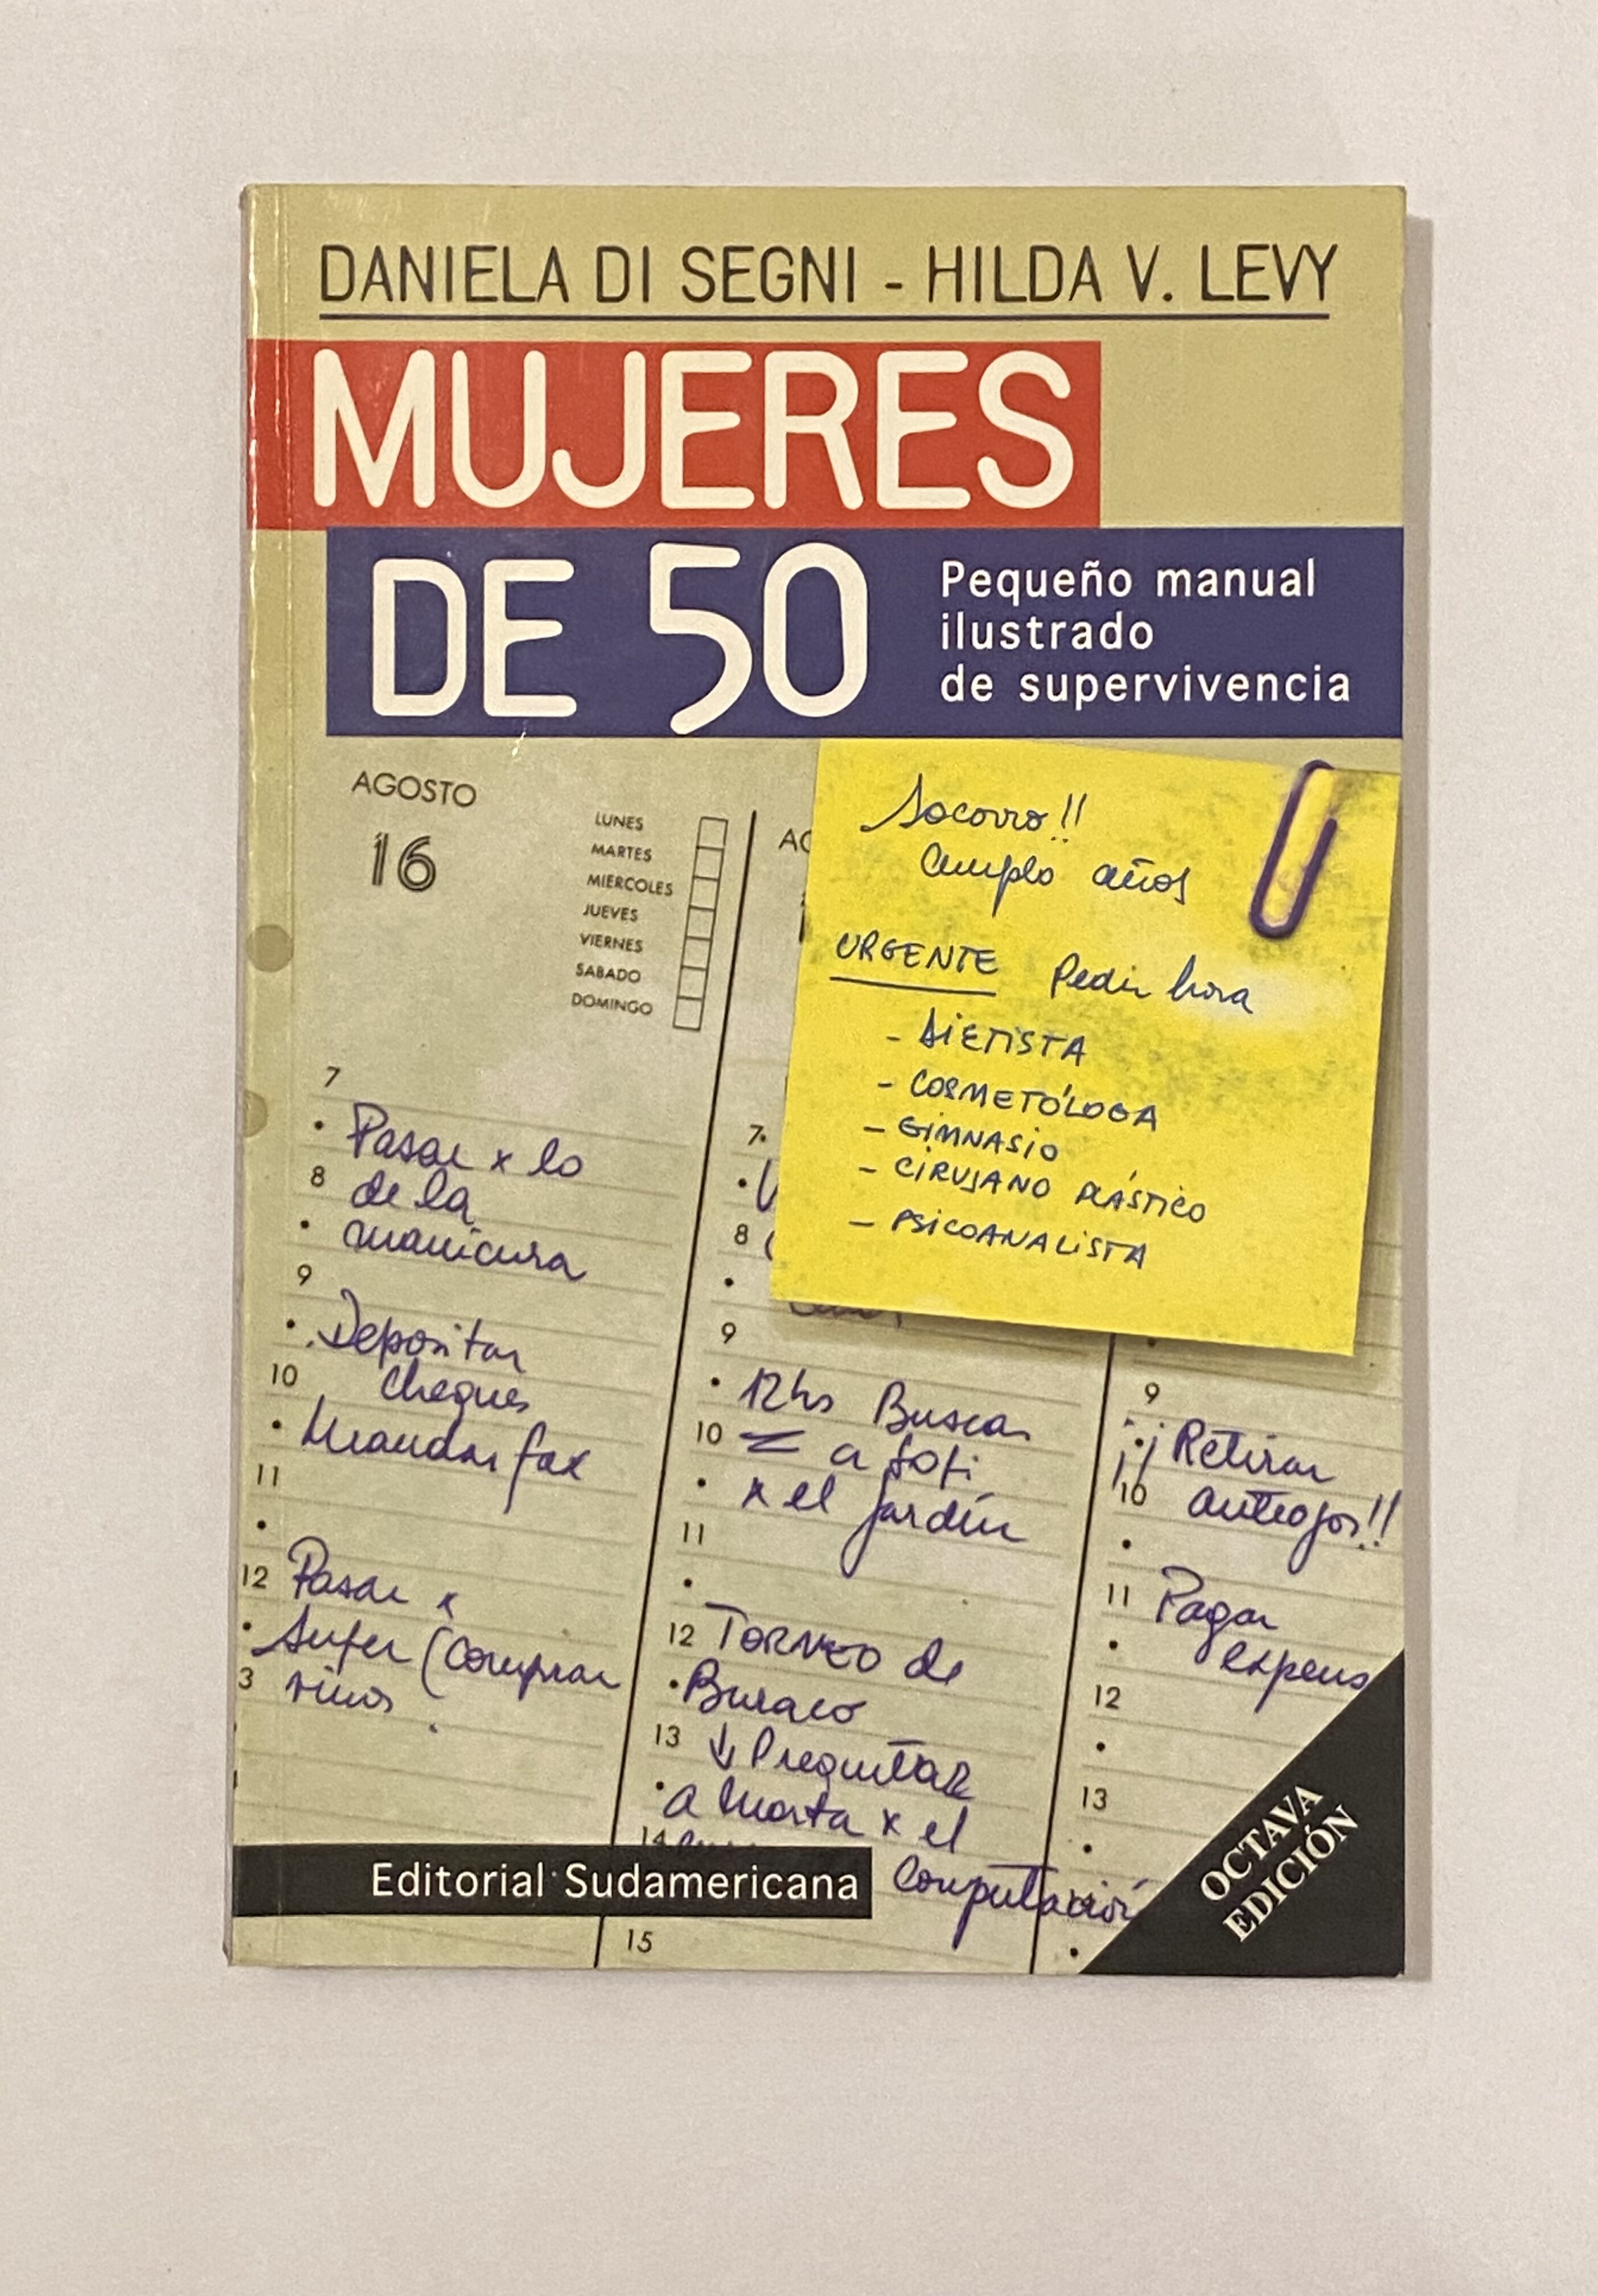 DANIELA DI SEGNI - HILDA V. LEVY
MUJERES
DE 50
Pequeño manual
ilustrado
de supervivencia
AGOSTO
16
LUNES
MARTES
MIERCOLES
JUEVES
VIERNES
SABADO
DOMINGO
7
Pasar x lo
8 de la
manicura
9
Depositar
10 cheques
Mandar fax
11
12 Pasar x
Super (Comprar
3 vinos
AG
Socorro!!
Cumplo años
URGENTE Pedir hora
- DIETISTA
- COSMETÓLOGA
- GIMNASIO
- CIRUJANO PLÁSTICO
- PSICOANALISTA
7
8
9
12hs Buscar
10 a Sofi
x el jardín
11
12 TORNEO de
Buraco
13 ↓ Preguntar
a Marta x el
14
Computación
15
9
¡¡Retirar
10 anteojos!!
11 Pagar
expens
12
13
Editorial Sudamericana
OCTAVA
EDICIÓN